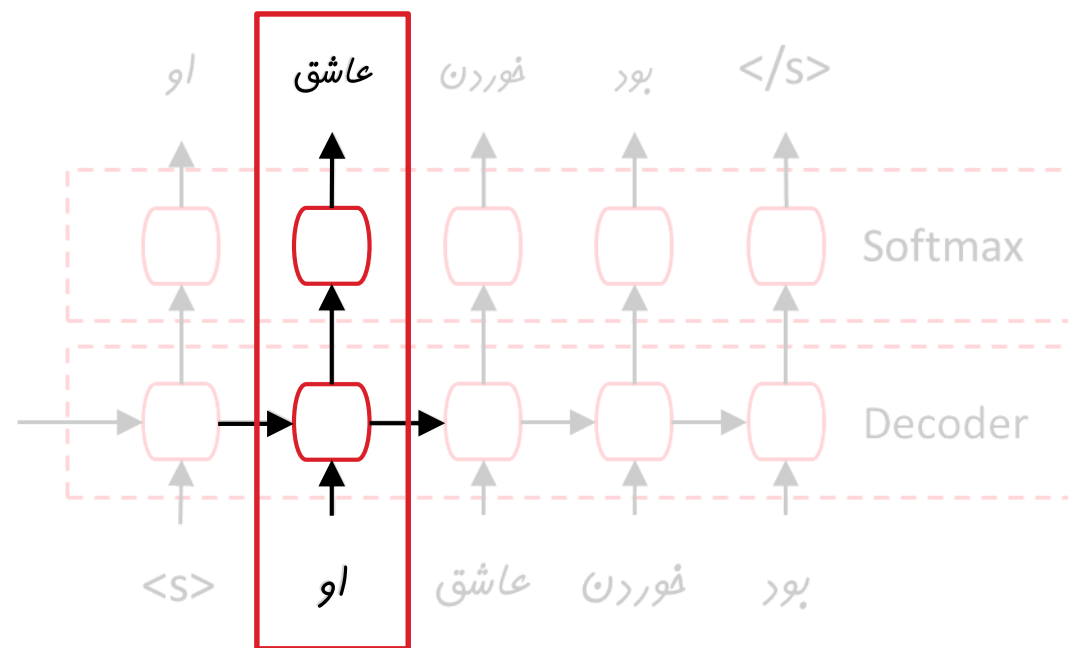 او عاشق خوردن بود </s>
Softmax
Decoder
<s> او عاشق خوردن بود